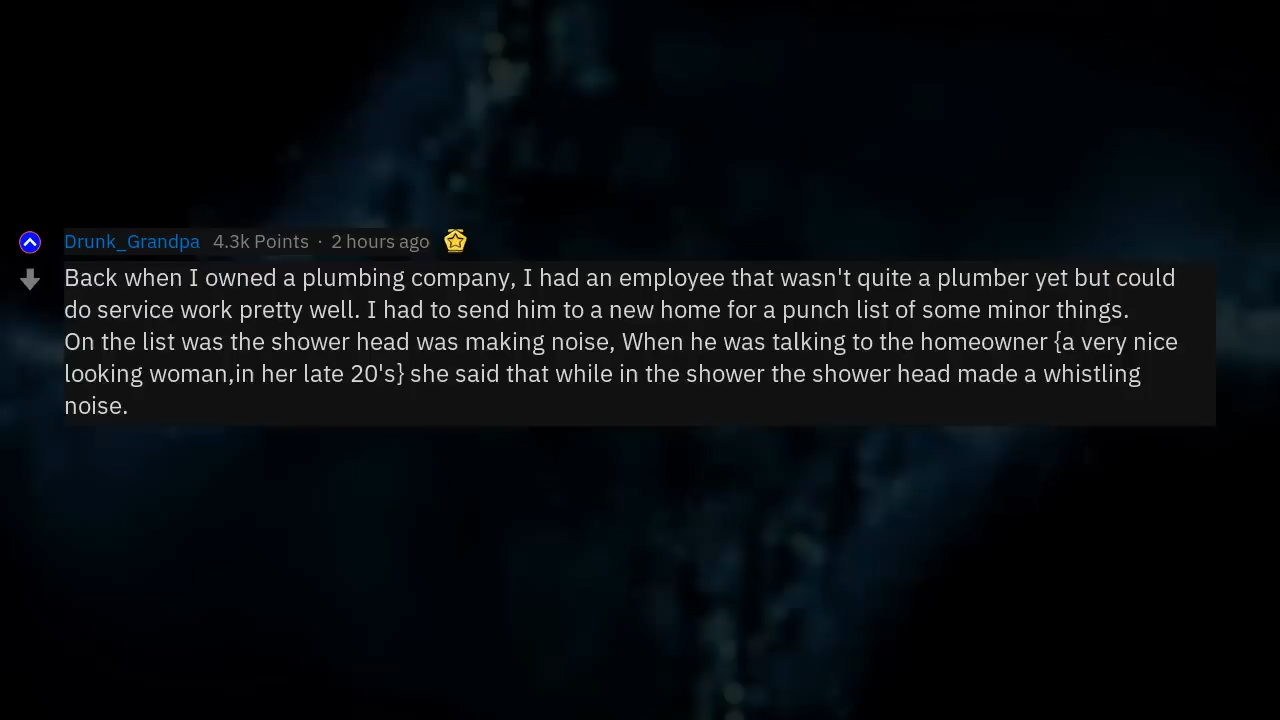 Drunk_Grandpa 4.3k Points · 2 hours ago
Back when I owned a plumbing company, I had an employee that wasn't quite a plumber yet but could
do service work pretty well. I had to send him to a new home for a punch list of some minor things.
On the list was the shower head was making noise, When he was talking to the homeowner {a very nice
looking woman,in her late 20's} she said that while in the shower the shower head made a whistling
noise.